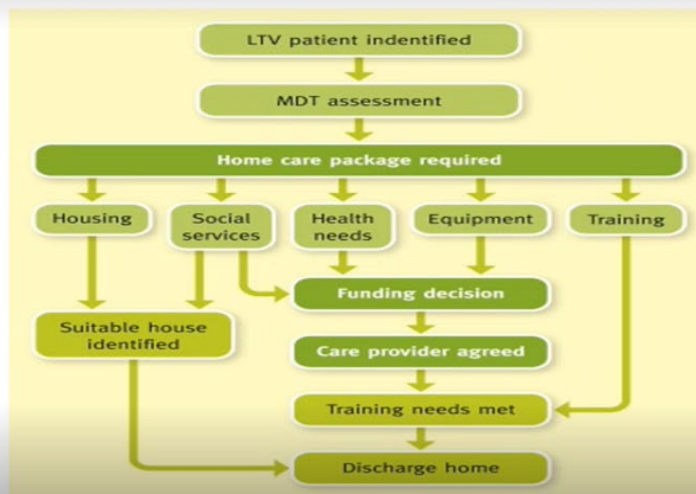 LTV patient indentified
MDT assessment
Home care package required
Housing
Social
services
Health
needs
Equipment
Training
Funding decision
Suitable house
identified
Care provider agreed
Training needs met
Discharge home